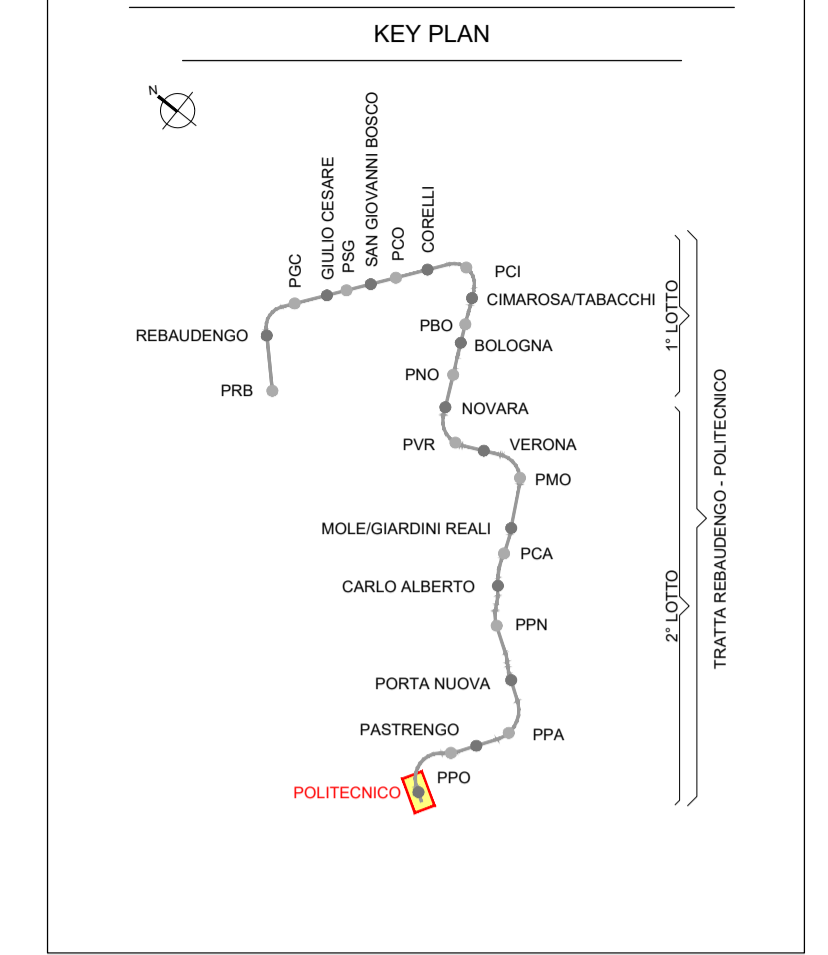 KEY PLAN
N
PGC
GIULIO CESARE
PSG
SAN GIOVANNI BOSCO
PCO
CORELLI
PCI
CIMAROSA/TABACCHI
PBO
REBAUDENGO
BOLOGNA
PNO
PRB
NOVARA
PVR
VERONA
PMO
MOLE/GIARDINI REALI
PCA
CARLO ALBERTO
PPN
PORTA NUOVA
PASTRENGO
PPA
PPO
POLITECNICO
1° LOTTO
2° LOTTO
TRATTA REBAUDENGO - POLITECNICO